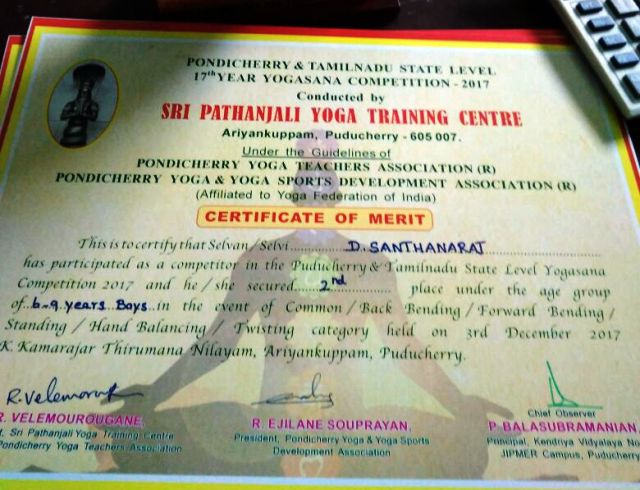 PONDICHERRY & TAMILNADU STATE LEVEL
17th YEAR YOGASANA COMPETITION - 2017
Conducted by
SRI PATHANJALI YOGA TRAINING CENTRE
Ariyankuppam, Puducherry - 605 007.
Under the Guidelines of
PONDICHERRY YOGA TEACHERS ASSOCIATION (R)
PONDICHERRY YOGA & YOGA SPORTS DEVELOPMENT ASSOCIATION (R)
(Affiliated to Yoga Federation of India)
CERTIFICATE OF MERIT
This is to certify that Selvan / Selvi D. SANTHANARAJ
has participated as a competitor in the Puducherry & Tamilnadu State Level Yogasana
Competition 2017 and he / she secured 2nd place under the age group
of 6-9 years Boys in the event of Common / Back Bending / Forward Bending /
Standing / Hand Balancing / Twisting category held on 3rd December 2017
K. Kamarajar Thirumana Nilayam, Ariyankuppam, Puducherry.
R. Velemourougane
Chief Observer
R. VELEMOUROUGANE, R. EJILANE SOUPRAYAN, P. BALASUBRAMANIAN,
Sri Pathanjali Yoga Training Centre President, Pondicherry Yoga & Yoga Sports Principal, Kendriya Vidyalaya No
Pondicherry Yoga Teachers Association Development Association JIPMER Campus, Puducherry